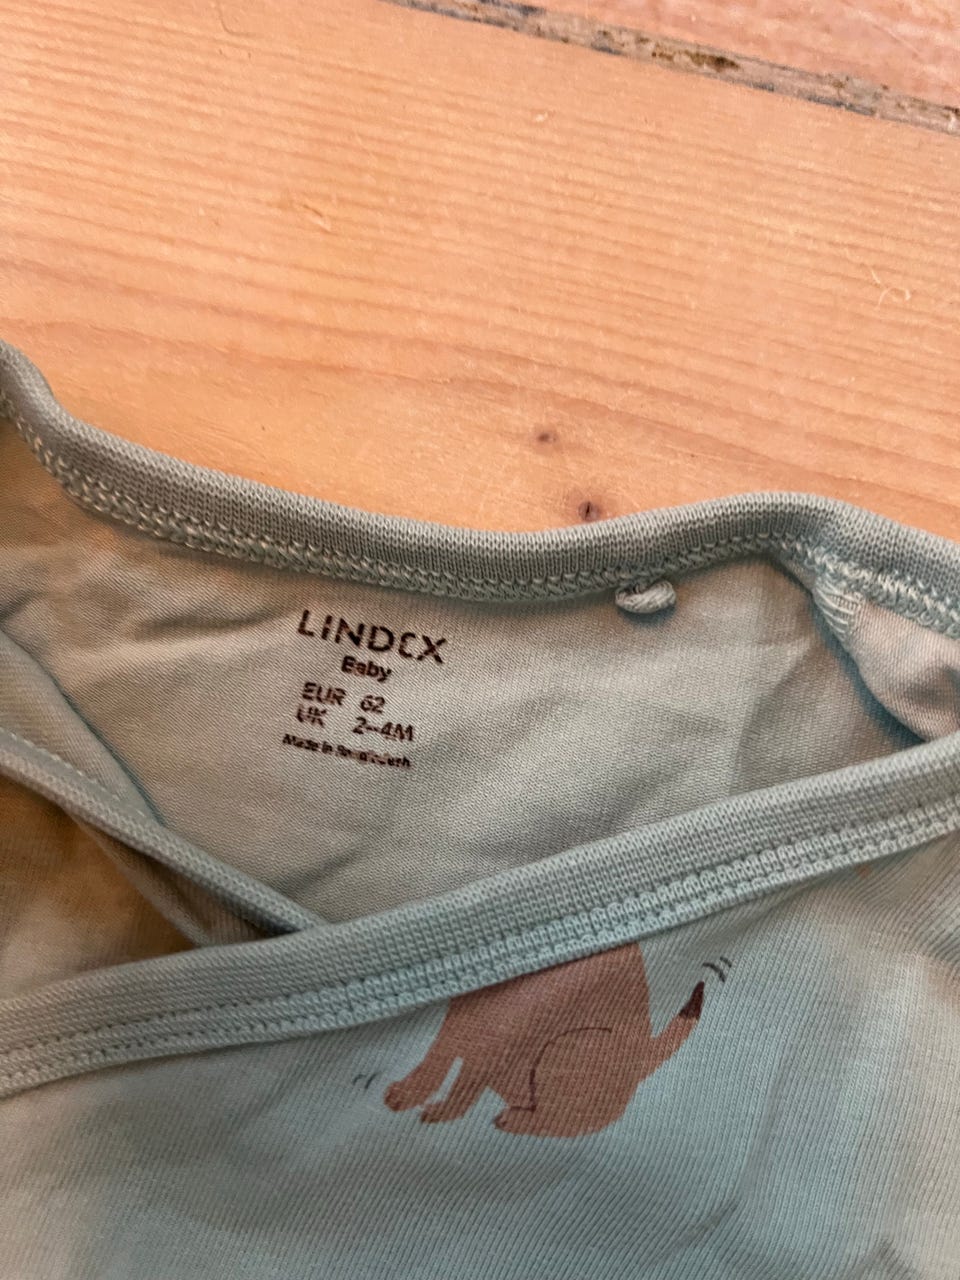 LINDEX
Baby
EUR 62
UK 2-4M
Made in Bangladesh